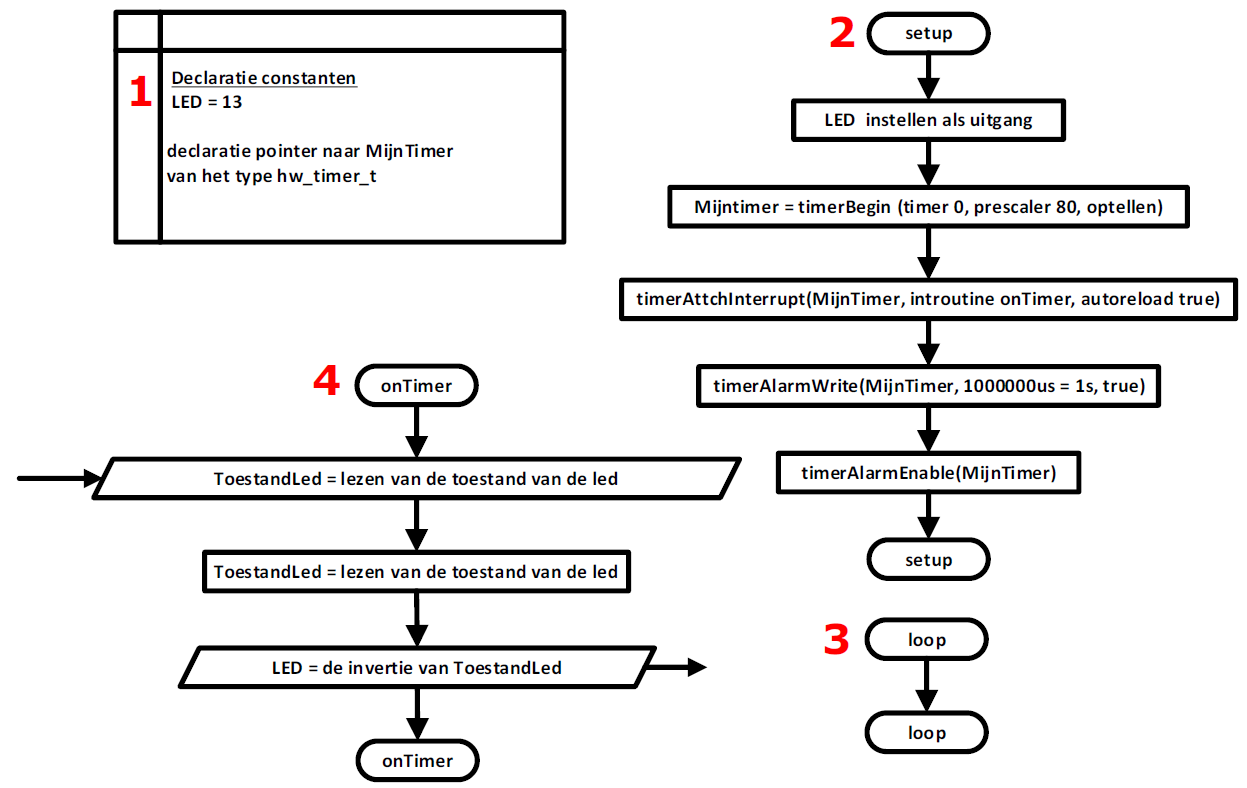 1
Declaratie constanten
LED = 13
declaratie pointer naar MijnTimer
van het type hw_timer_t
2
setup
LED instellen als uitgang
Mijntimer = timerBegin (timer 0, prescaler 80, optellen)
timerAttchInterrupt(MijnTimer, introutine onTimer, autoreload true)
timerAlarmWrite(MijnTimer, 1000000us = 1s, true)
timerAlarmEnable(MijnTimer)
setup
3
loop
loop
4
onTimer
ToestandLed = lezen van de toestand van de led
ToestandLed = lezen van de toestand van de led
LED = de invertie van ToestandLed
onTimer